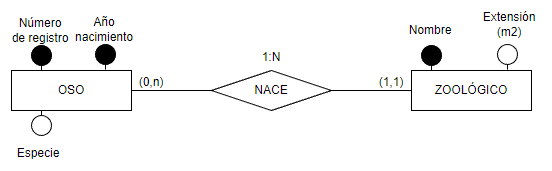 Número
de registro
Año
nacimiento
Nombre
Extensión
(m2)
1:N
OSO
(0,n)
NACE
(1,1)
ZOOLÓGICO
Especie